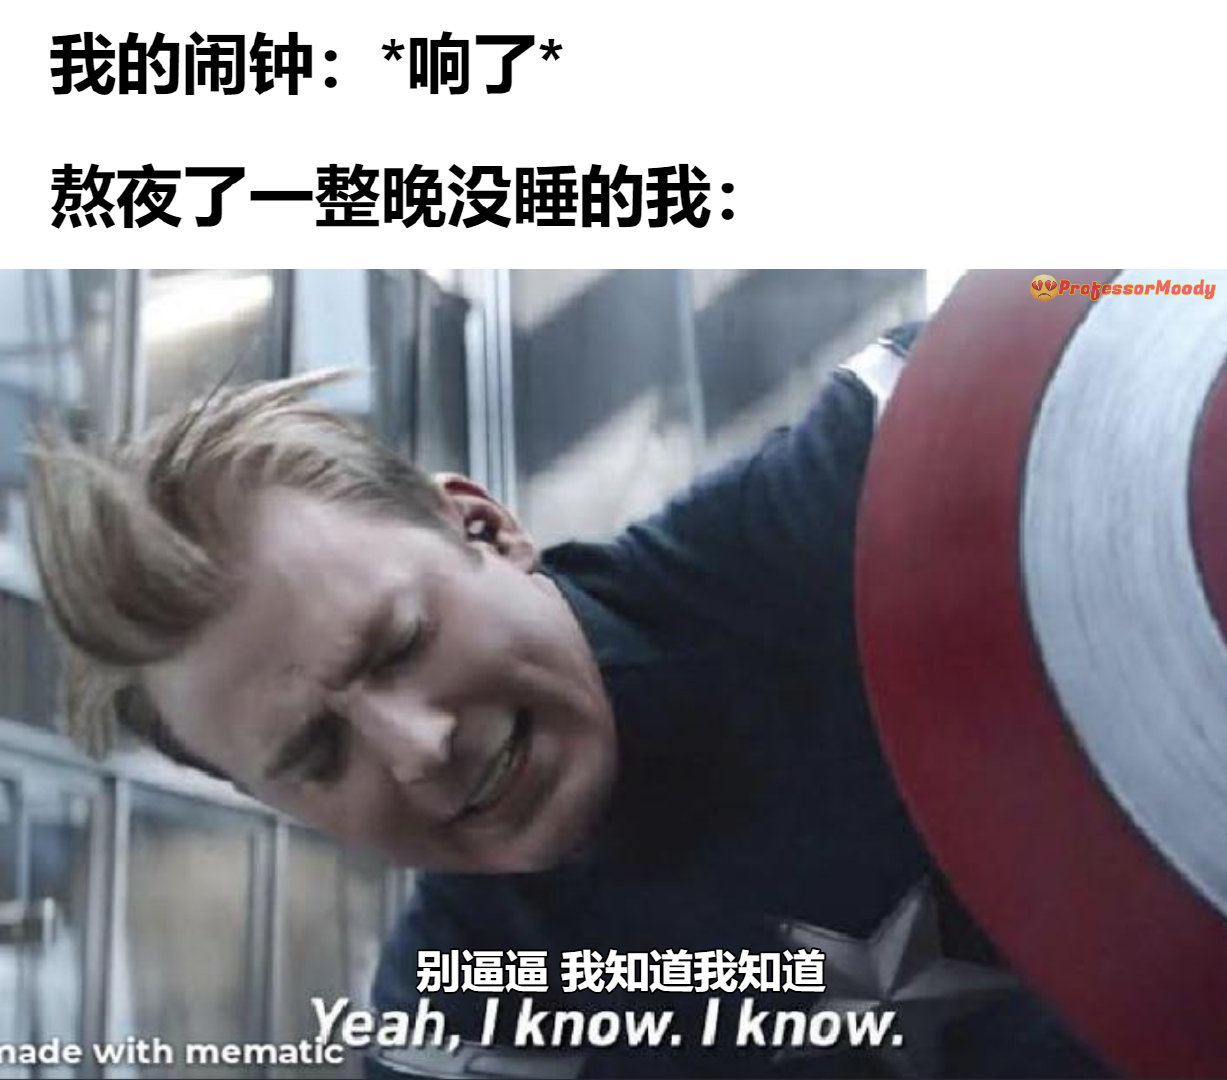 我的闹钟：*响了*
熬夜了一整晚没睡的我：
ProfessorMoody
别逼逼 我知道我知道
Yeah, I know. I know.
made with mematic